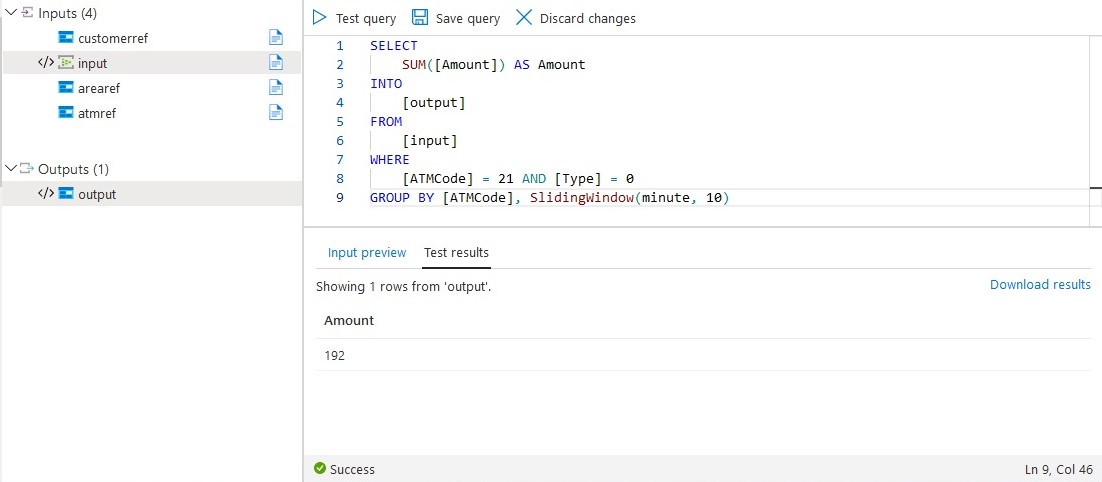 Inputs (4)
customerref
</> input
arearef
atmref
Outputs (1)
</> output
Test query Save query Discard changes
1 SELECT
2 SUM([Amount]) AS Amount
3 INTO
4 [output]
5 FROM
6 [input]
7 WHERE
8 [ATMCode] = 21 AND [Type] = 0
9 GROUP BY [ATMCode], SlidingWindow(minute, 10)
Input preview Test results
Showing 1 rows from 'output'. Download results
Amount
192
Success Ln 9, Col 46